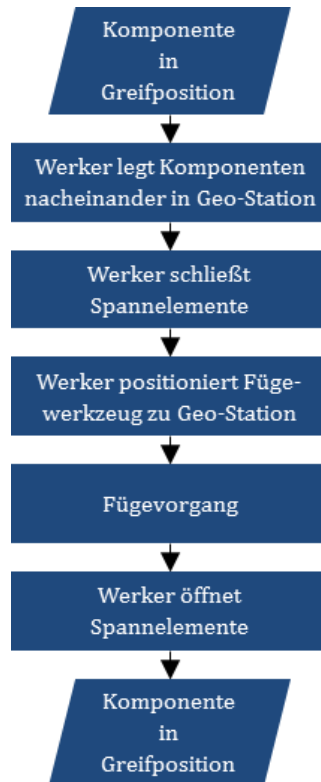 Komponente
in
Greifposition
Werker legt Komponenten
nacheinander in Geo-Station
Werker schließt
Spannelemente
Werker positioniert Füge-
werkzeug zu Geo-Station
Fügevorgang
Werker öffnet
Spannelemente
Komponente
in
Greifposition